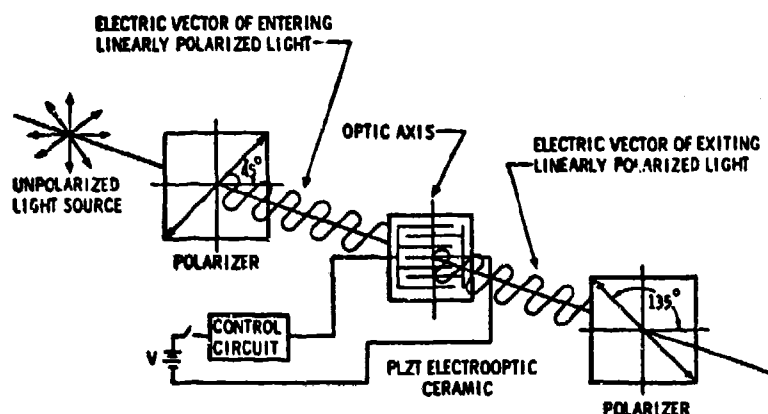 ELECTRIC VECTOR OF ENTERING
LINEARLY POLARIZED LIGHT
UNPOLARIZED
LIGHT SOURCE
45°
POLARIZER
OPTIC AXIS
ELECTRIC VECTOR OF EXITING
LINEARLY POLARIZED LIGHT
V
CONTROL
CIRCUIT
PLZT ELECTROOPTIC
CERAMIC
135°
POLARIZER